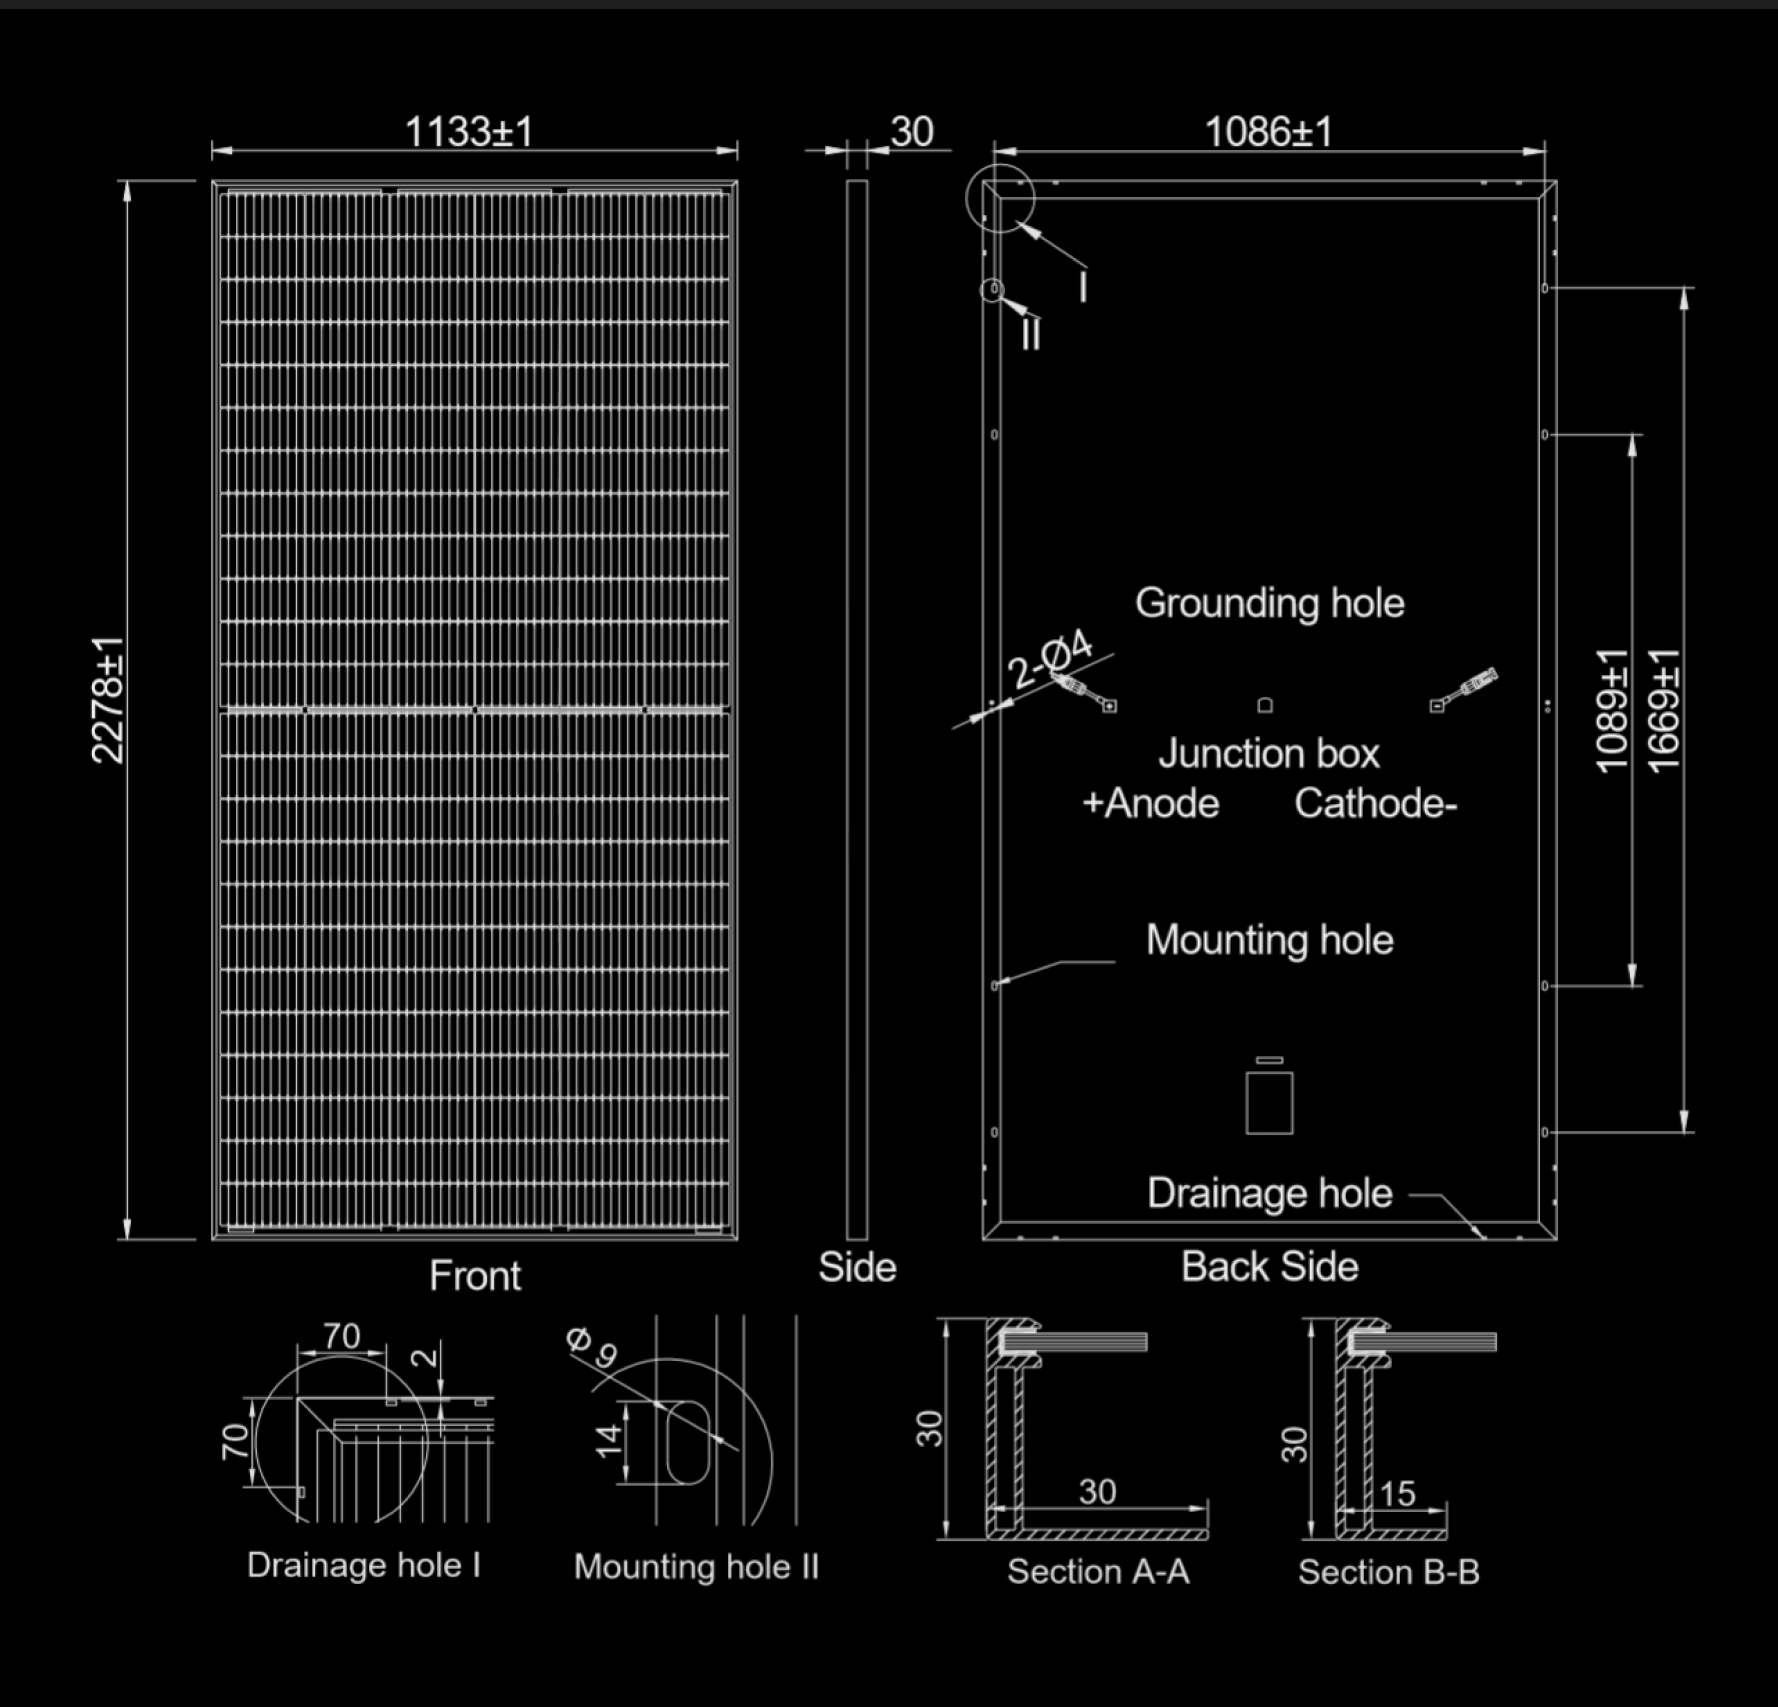 1133±1
30
1086±1
I
II
2278±1
Grounding hole
2-Ø4
1089±1
1669±1
Junction box
+Anode Cathode-
Mounting hole
Drainage hole
Front
Side
Back Side
70
2
70
Drainage hole I
Φ 9
14
Mounting hole II
30
30
Section A-A
30
15
Section B-B